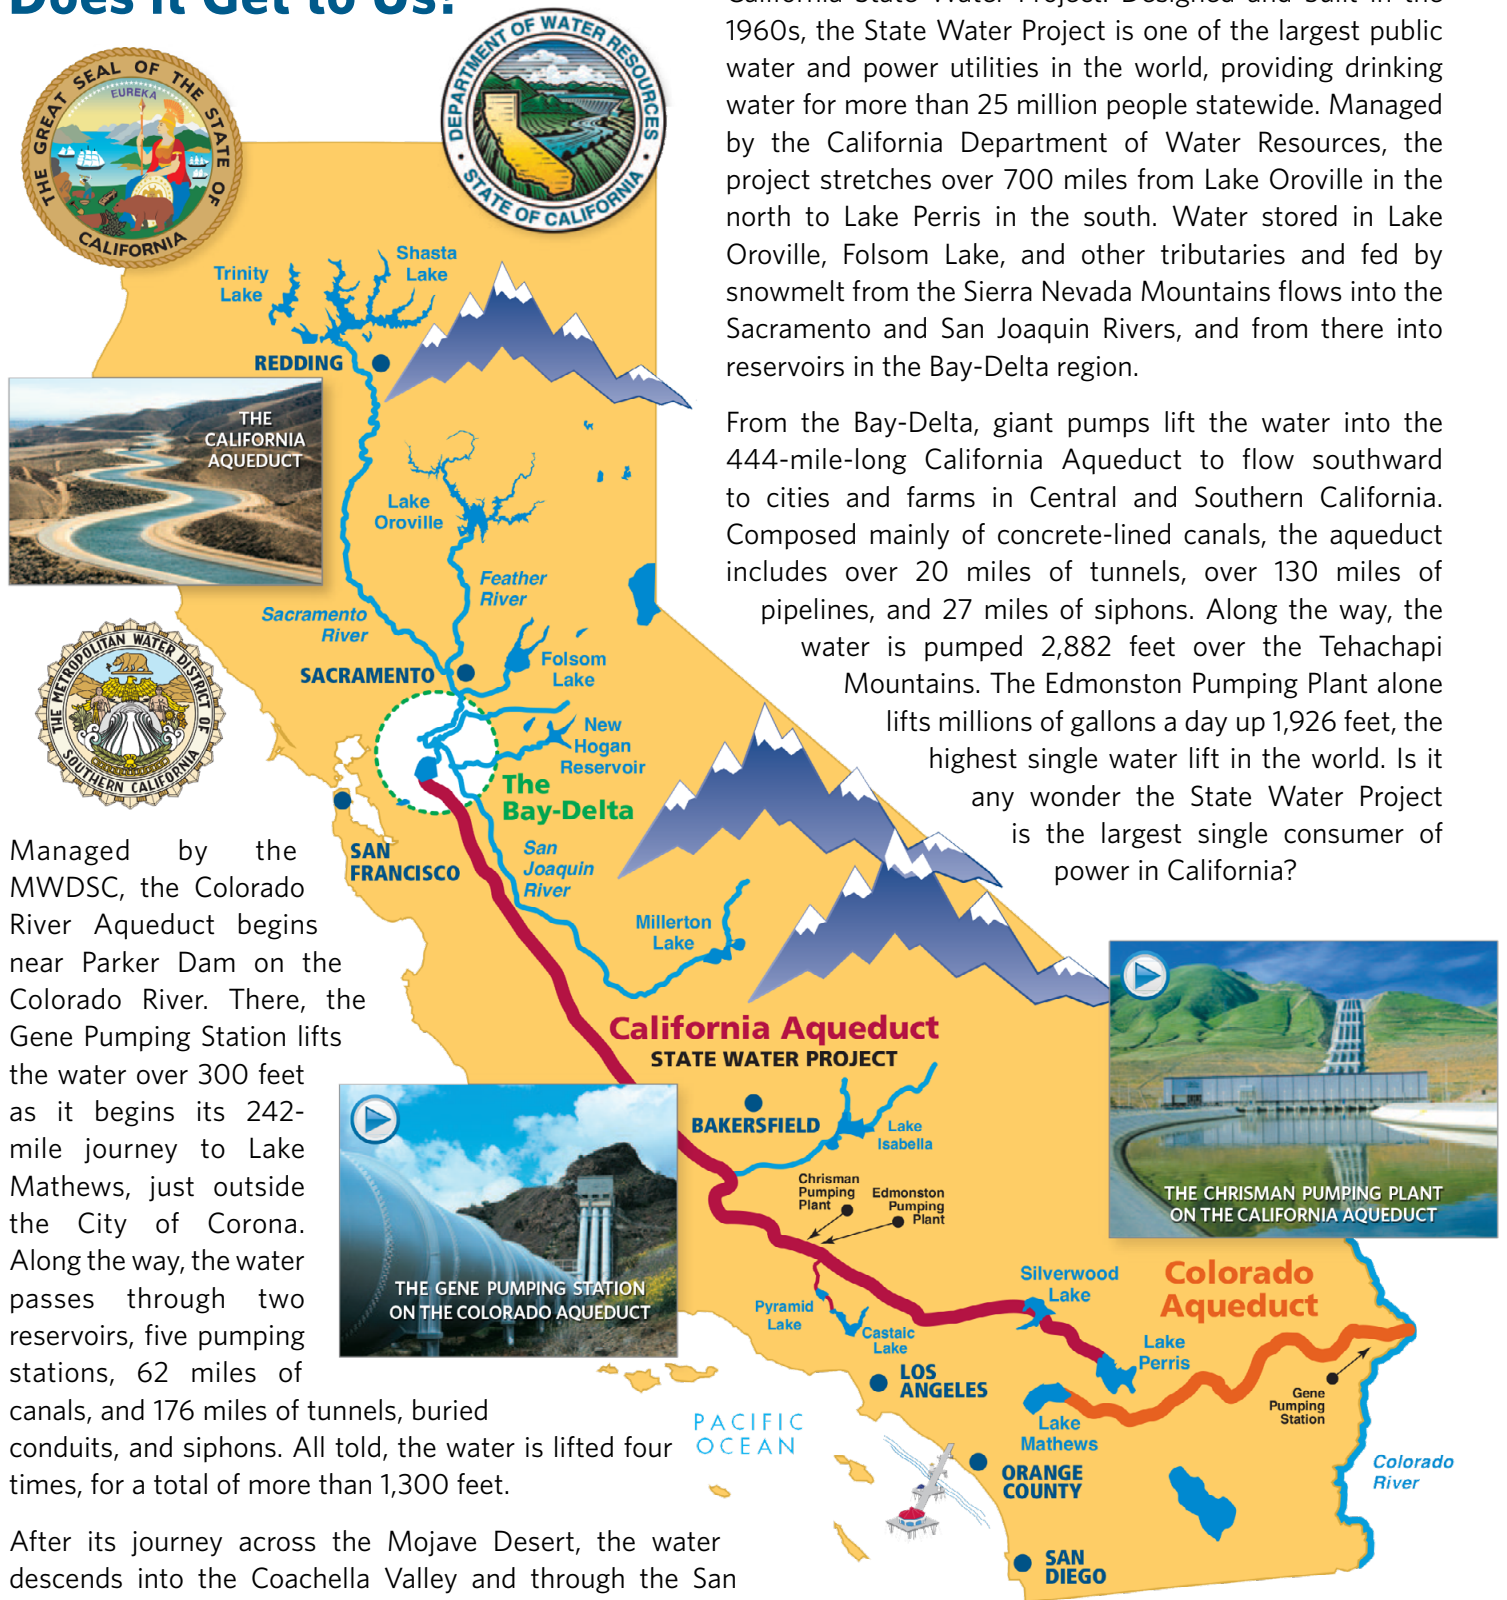 Does it Get to Us?
California State Water Project. Designed and built in the
1960s, the State Water Project is one of the largest public
water and power utilities in the world, providing drinking
water for more than 25 million people statewide. Managed
by the California Department of Water Resources, the
project stretches over 700 miles from Lake Oroville in the
north to Lake Perris in the south. Water stored in Lake
Oroville, Folsom Lake, and other tributaries and fed by
snowmelt from the Sierra Nevada Mountains flows into the
Sacramento and San Joaquin Rivers, and from there into
reservoirs in the Bay-Delta region.
From the Bay-Delta, giant pumps lift the water into the
444-mile-long California Aqueduct to flow southward
to cities and farms in Central and Southern California.
Composed mainly of concrete-lined canals, the aqueduct
includes over 20 miles of tunnels, over 130 miles of
pipelines, and 27 miles of siphons. Along the way, the
water is pumped 2,882 feet over the Tehachapi
Mountains. The Edmonston Pumping Plant alone
lifts millions of gallons a day up 1,926 feet, the
highest single water lift in the world. Is it
any wonder the State Water Project
is the largest single consumer of
power in California?
THE GREAT SEAL OF THE STATE OF
CALIFORNIA
EUREKA
DEPARTMENT OF WATER RESOURCES
• STATE OF CALIFORNIA •
Trinity
Lake
Shasta
Lake
REDDING
THE
CALIFORNIA
AQUEDUCT
Lake
Oroville
Feather
River
Sacramento
River
SACRAMENTO
Folsom
Lake
New
Hogan
Reservoir
The
Bay-Delta
THE METROPOLITAN WATER DISTRICT OF
SOUTHERN CALIFORNIA
SAN
FRANCISCO
San
Joaquin
River
Millerton
Lake
Managed by the
MWDSC, the Colorado
River Aqueduct begins
near Parker Dam on the
Colorado River. There, the
Gene Pumping Station lifts
the water over 300 feet
as it begins its 242-
mile journey to Lake
Mathews, just outside
the City of Corona.
Along the way, the water
passes through two
reservoirs, five pumping
stations, 62 miles of
canals, and 176 miles of tunnels, buried
conduits, and siphons. All told, the water is lifted four
times, for a total of more than 1,300 feet.
After its journey across the Mojave Desert, the water
descends into the Coachella Valley and through the San
California Aqueduct
STATE WATER PROJECT
BAKERSFIELD
Lake
Isabella
Chrisman
Pumping
Plant
Edmonston
Pumping
Plant
THE GENE PUMPING STATION
ON THE COLORADO AQUEDUCT
THE CHRISMAN PUMPING PLANT
ON THE CALIFORNIA AQUEDUCT
Pyramid
Lake
Castaic
Lake
Silverwood
Lake
Colorado
Aqueduct
Lake
Perris
LOS
ANGELES
Gene
Pumping
Station
Lake
Mathews
PACIFIC
OCEAN
ORANGE
COUNTY
Colorado
River
SAN
DIEGO